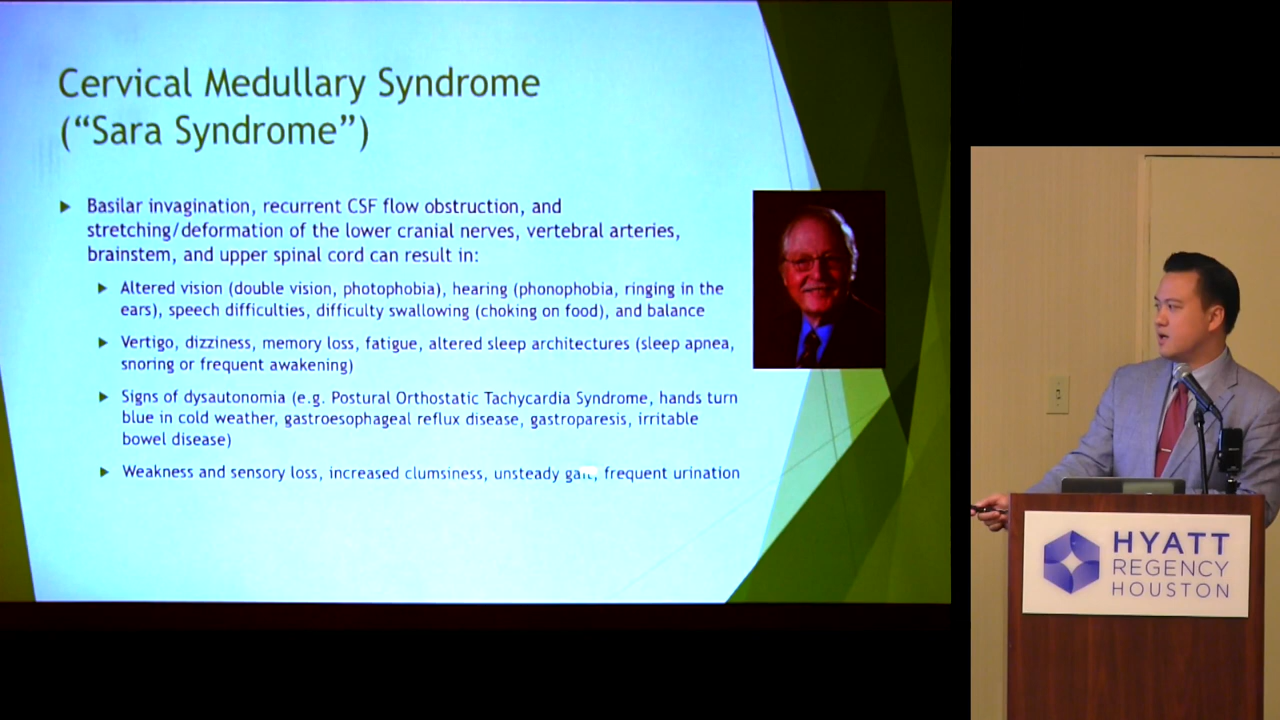 Cervical Medullary Syndrome
(“Sara Syndrome”)
Basilar invagination, recurrent CSF flow obstruction, and
stretching/deformation of the lower cranial nerves, vertebral arteries,
brainstem, and upper spinal cord can result in:
Altered vision (double vision, photophobia), hearing (phonophobia, ringing in the
ears), speech difficulties, difficulty swallowing (choking on food), and balance
Vertigo, dizziness, memory loss, fatigue, altered sleep architectures (sleep apnea,
snoring or frequent awakening)
Signs of dysautonomia (e.g. Postural Orthostatic Tachycardia Syndrome, hands turn
blue in cold weather, gastroesophageal reflux disease, gastroparesis, irritable
bowel disease)
Weakness and sensory loss, increased clumsiness, unsteady gait, frequent urination
HYATT
REGENCY
HOUSTON